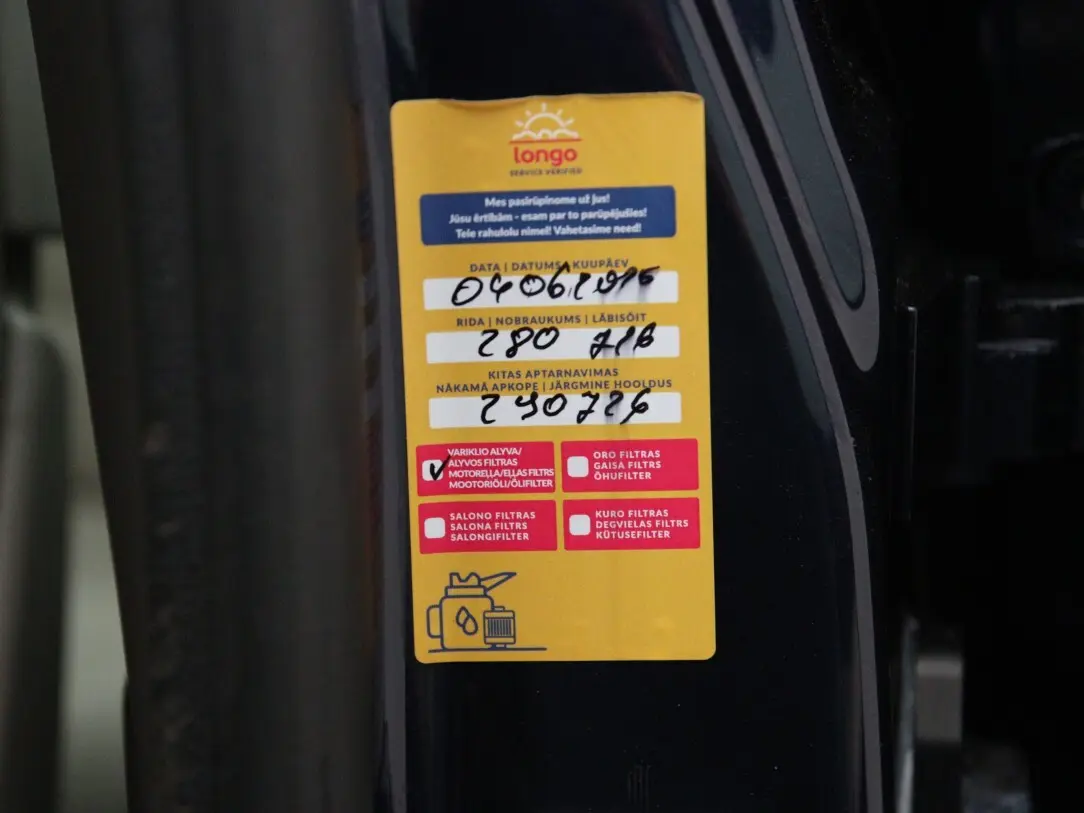 longo
SERVICE VERIFIED
Mes pasirūpinome už Jus!
Jūsu ērtībām - esam par to parūpējušies!
Teie rahulolu nimel! Vahetasime need!
DATA | DATUMS | KUUPÄEV
RIDA | NOBRAUKUMS | LÄBISÕIT
280
KITAS APTARNAVIMAS
NĀKAMĀ APKOPE | JÄRGMINE HOOLDUS
290726
VARIKLIO ALYVA/
ALYVOS FILTRAS
MOTOREĻĻA/EĻĻAS FILTRS
MOOTORIÕLI/ÕLIFILTER
ORO FILTRAS
GAISA FILTRS
ÕHUFILTER
SALONO FILTRAS
SALONA FILTRS
SALONGIFILTER
KURO FILTRAS
DEGVIELAS FILTRS
KÜTUSEFILTER